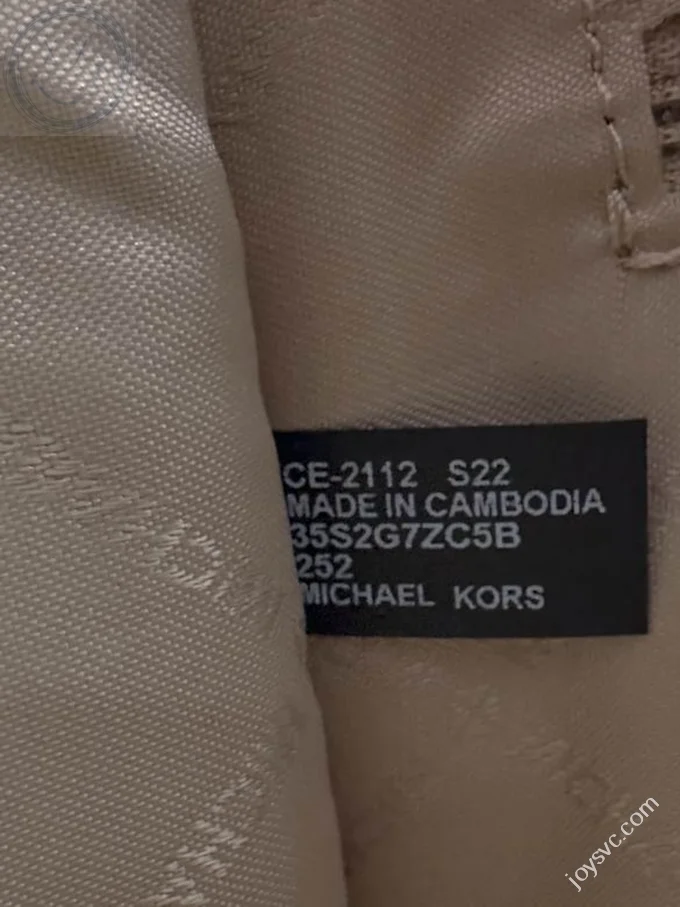 CE-2112 S22
MADE IN CAMBODIA
35S2G7ZC5B
252
MICHAEL KORS
joysvc.com